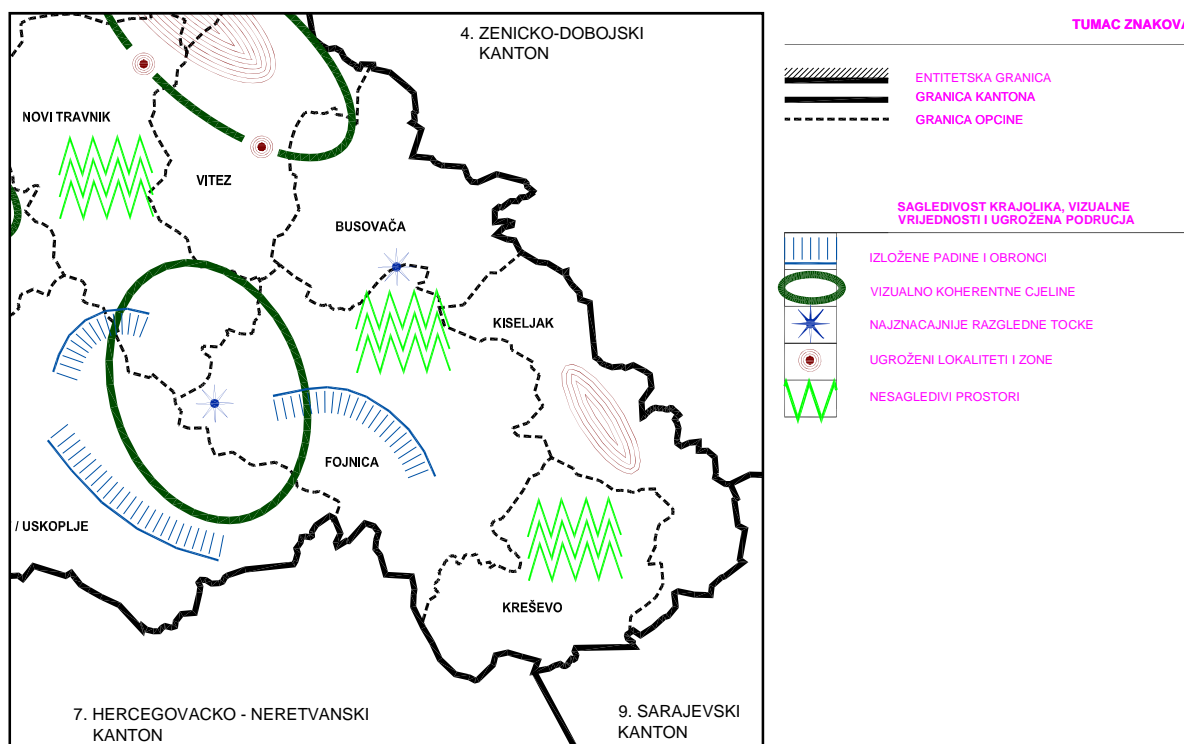 4. ZENICKO-DOBOJSKI
KANTON
NOVI TRAVNIK
VITEZ
BUSOVAČA
KISELJAK
FOJNICA
/ USKOPLJE
KREŠEVO
7. HERCEGOVACKO - NERETVANSKI
KANTON
9. SARAJEVSKI
KANTON
TUMAC ZNAKOVA
ENTITETSKA GRANICA
GRANICA KANTONA
GRANICA OPCINE
SAGLEDIVOST KRAJOLIKA, VIZUALNE
VRIJEDNOSTI I UGROŽENA PODRUCJA
IZLOŽENE PADINE I OBRONCI
VIZUALNO KOHERENTNE CJELINE
NAJZNACAJNIJE RAZGLEDNE TOCKE
UGROŽENI LOKALITETI I ZONE
NESAGLEDIVI PROSTORI